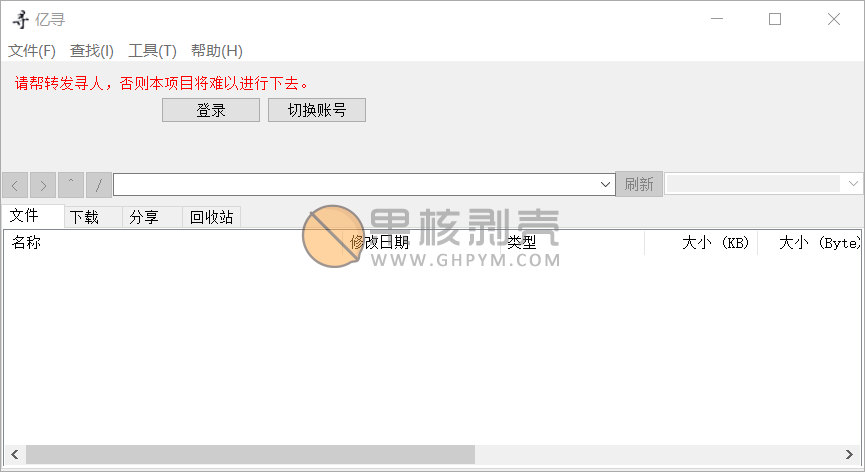 寻 亿寻
文件(F) 查找(I) 工具(T) 帮助(H)
请帮转发寻人，否则本项目将难以进行下去。
登录 切换账号
< > ^ / 刷新
文件 下载 分享 回收站
果核剥壳
名称 修改日期 类型 大小 (KB) 大小 (Byte)
WWW.GHPYM.COM